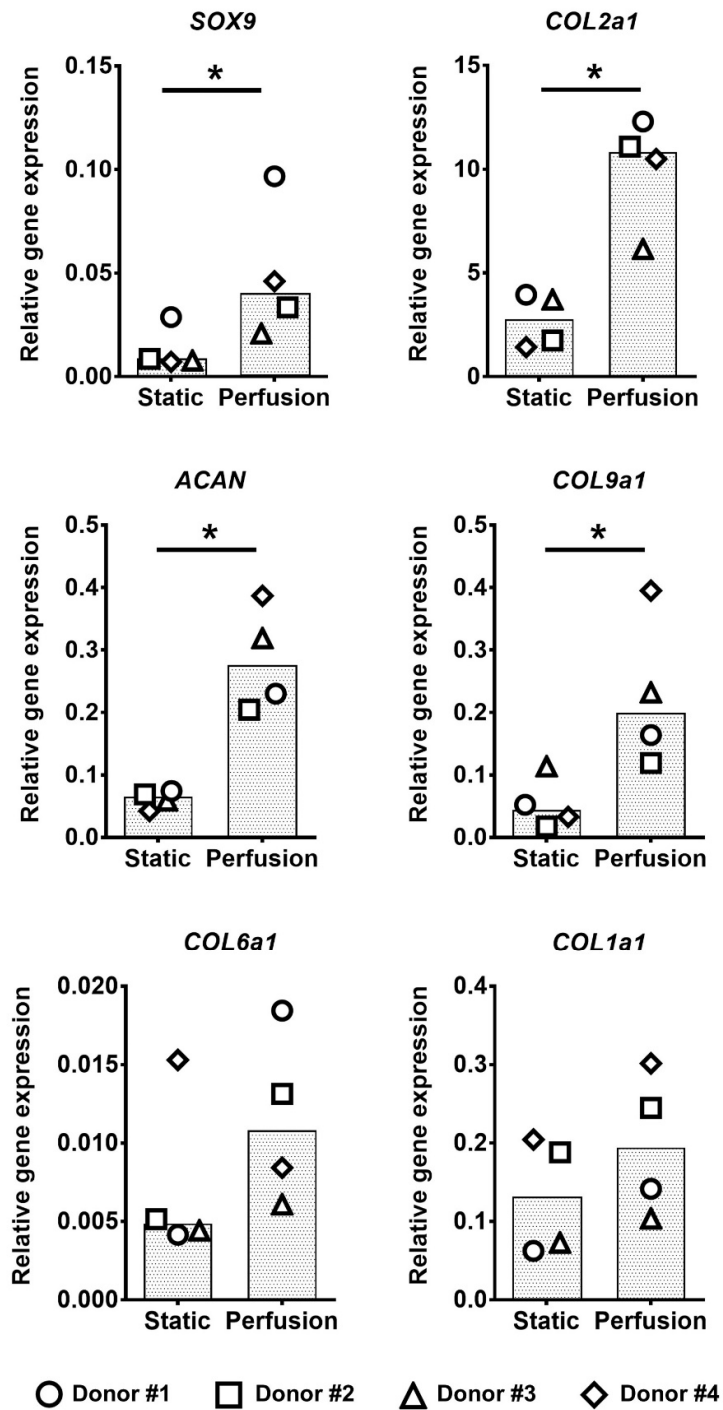 SOX9
Relative gene expression
0.15
0.10
0.05
0.00
*
Static Perfusion
COL2a1
Relative gene expression
15
10
5
0
*
Static Perfusion
ACAN
Relative gene expression
0.5
0.4
0.3
0.2
0.1
0.0
*
Static Perfusion
COL9a1
Relative gene expression
0.5
0.4
0.3
0.2
0.1
0.0
*
Static Perfusion
COL6a1
Relative gene expression
0.020
0.015
0.010
0.005
0.000
Static Perfusion
COL1a1
Relative gene expression
0.4
0.3
0.2
0.1
0.0
Static Perfusion
Donor #1 Donor #2 Donor #3 Donor #4